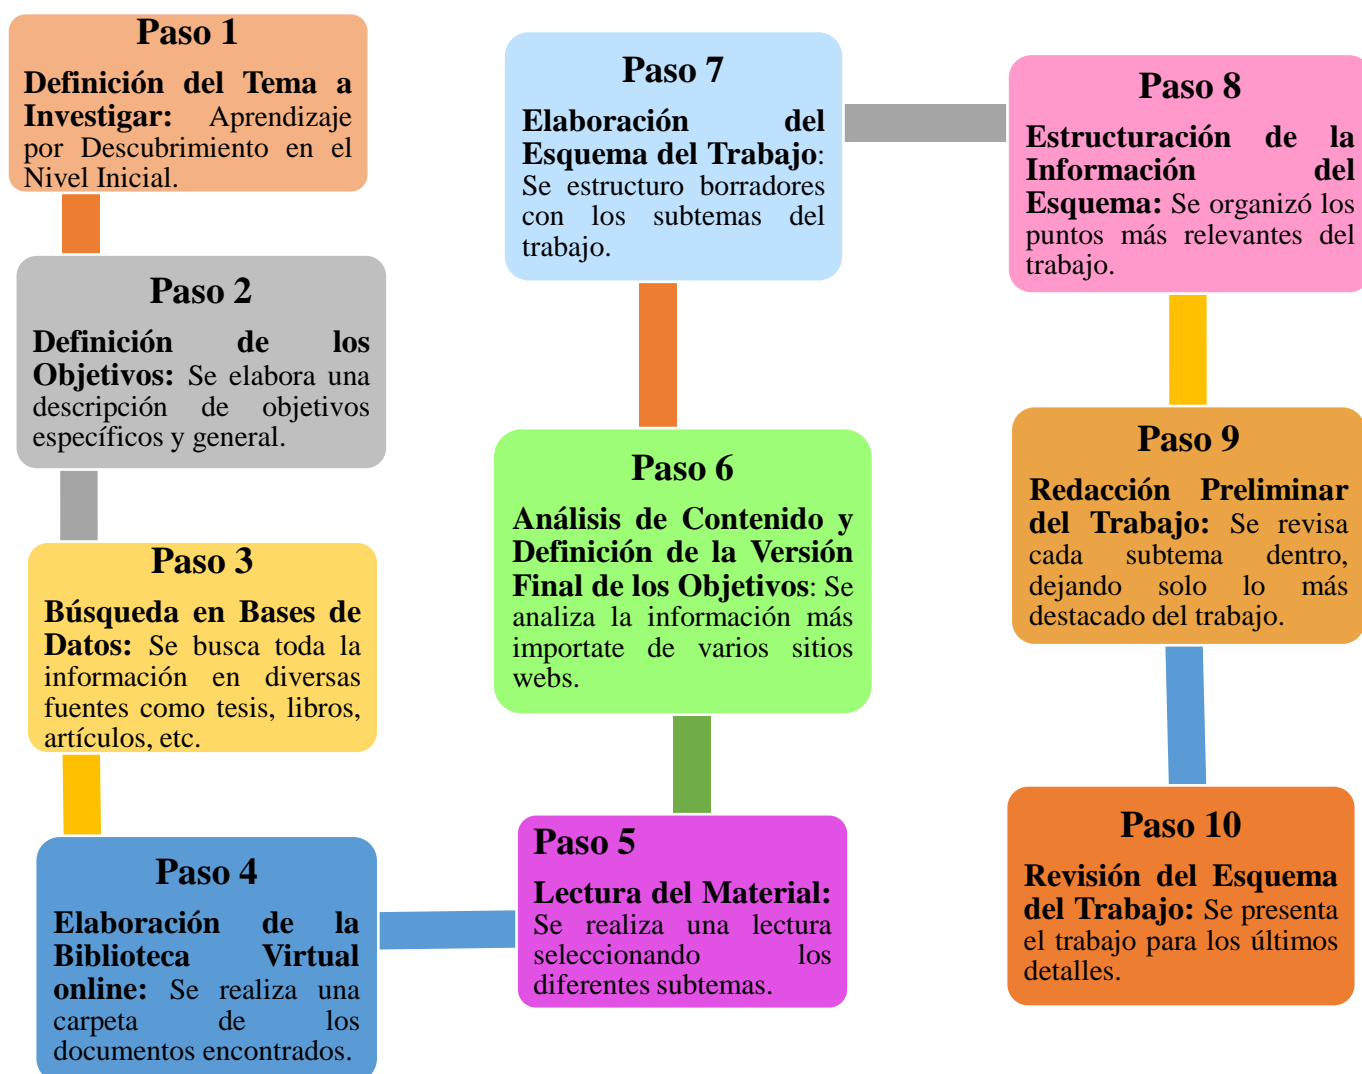 Paso 1
Definición del Tema a
Investigar: Aprendizaje
por Descubrimiento en el
Nivel Inicial.
Paso 2
Definición de los
Objetivos: Se elabora una
descripción de objetivos
específicos y general.
Paso 3
Búsqueda en Bases de
Datos: Se busca toda la
información en diversas
fuentes como tesis, libros,
artículos, etc.
Paso 4
Elaboración de la
Biblioteca Virtual
online: Se realiza una
carpeta de los
documentos encontrados.
Paso 5
Lectura del Material:
Se realiza una lectura
seleccionando los
diferentes subtemas.
Paso 6
Análisis de Contenido y
Definición de la Versión
Final de los Objetivos: Se
analiza la información más
importate de varios sitios
webs.
Paso 7
Elaboración del
Esquema del Trabajo:
Se estructuro borradores
con los subtemas del
trabajo.
Paso 8
Estructuración de la
Información del
Esquema: Se organizó los
puntos más relevantes del
trabajo.
Paso 9
Redacción Preliminar
del Trabajo: Se revisa
cada subtema dentro,
dejando solo lo más
destacado del trabajo.
Paso 10
Revisión del Esquema
del Trabajo: Se presenta
el trabajo para los últimos
detalles.